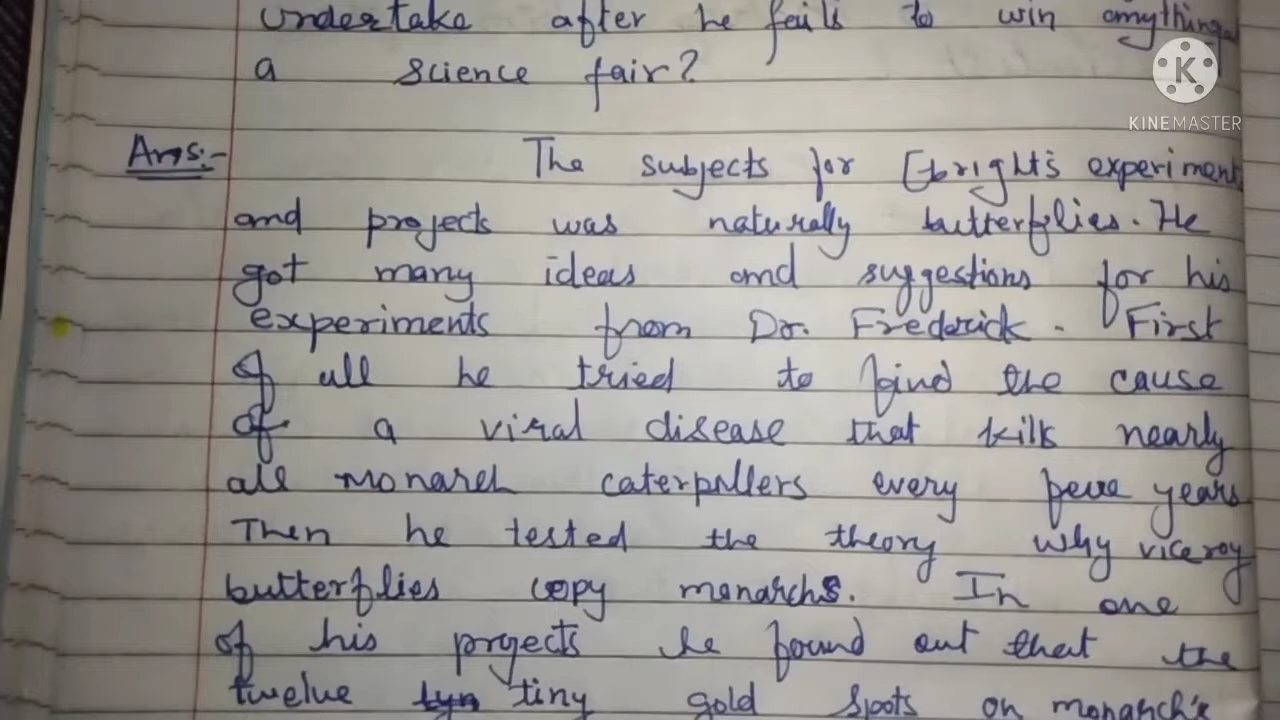 undertake after he fails to win anything
a science fair?
K
KINEMASTER
Ans:- The subjects for Ebright's experiment
and projects was naturally butterflies. He
got many ideas and suggestions for his
experiments from Dr. Frederick. First
of all he tried to find the cause
of a viral disease that kills nearly
all monarch caterpillers every few years
Then he tested the theory why viceroy
butterflies copy monarchs. In one
of his projects he found out that the
twelve tiny gold spots on monarch's